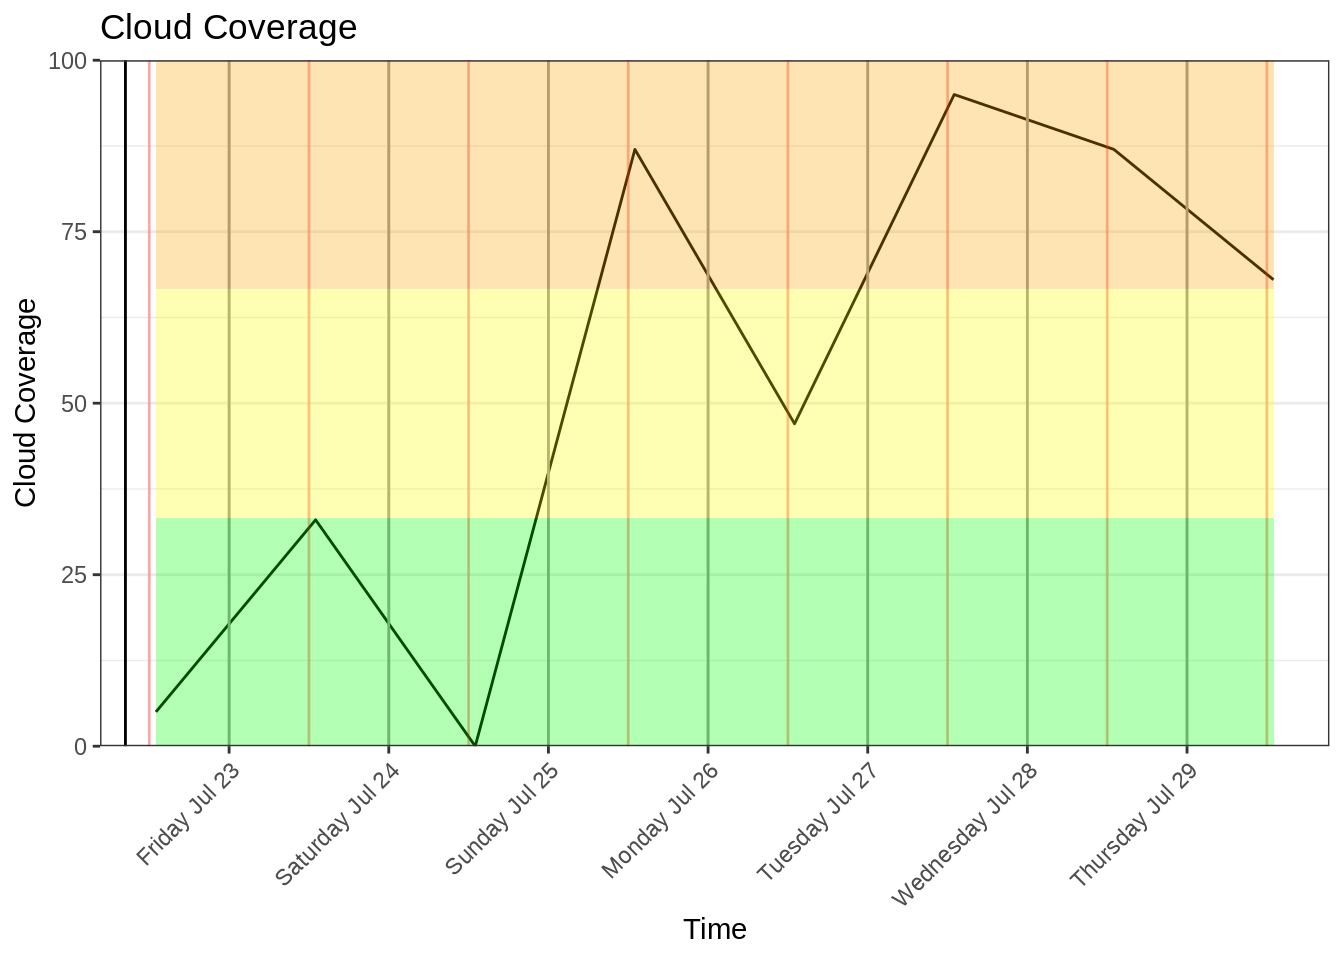 Cloud Coverage
100
75
50
25
0
Cloud Coverage
Friday Jul 23
Saturday Jul 24
Sunday Jul 25
Monday Jul 26
Tuesday Jul 27
Wednesday Jul 28
Thursday Jul 29
Time